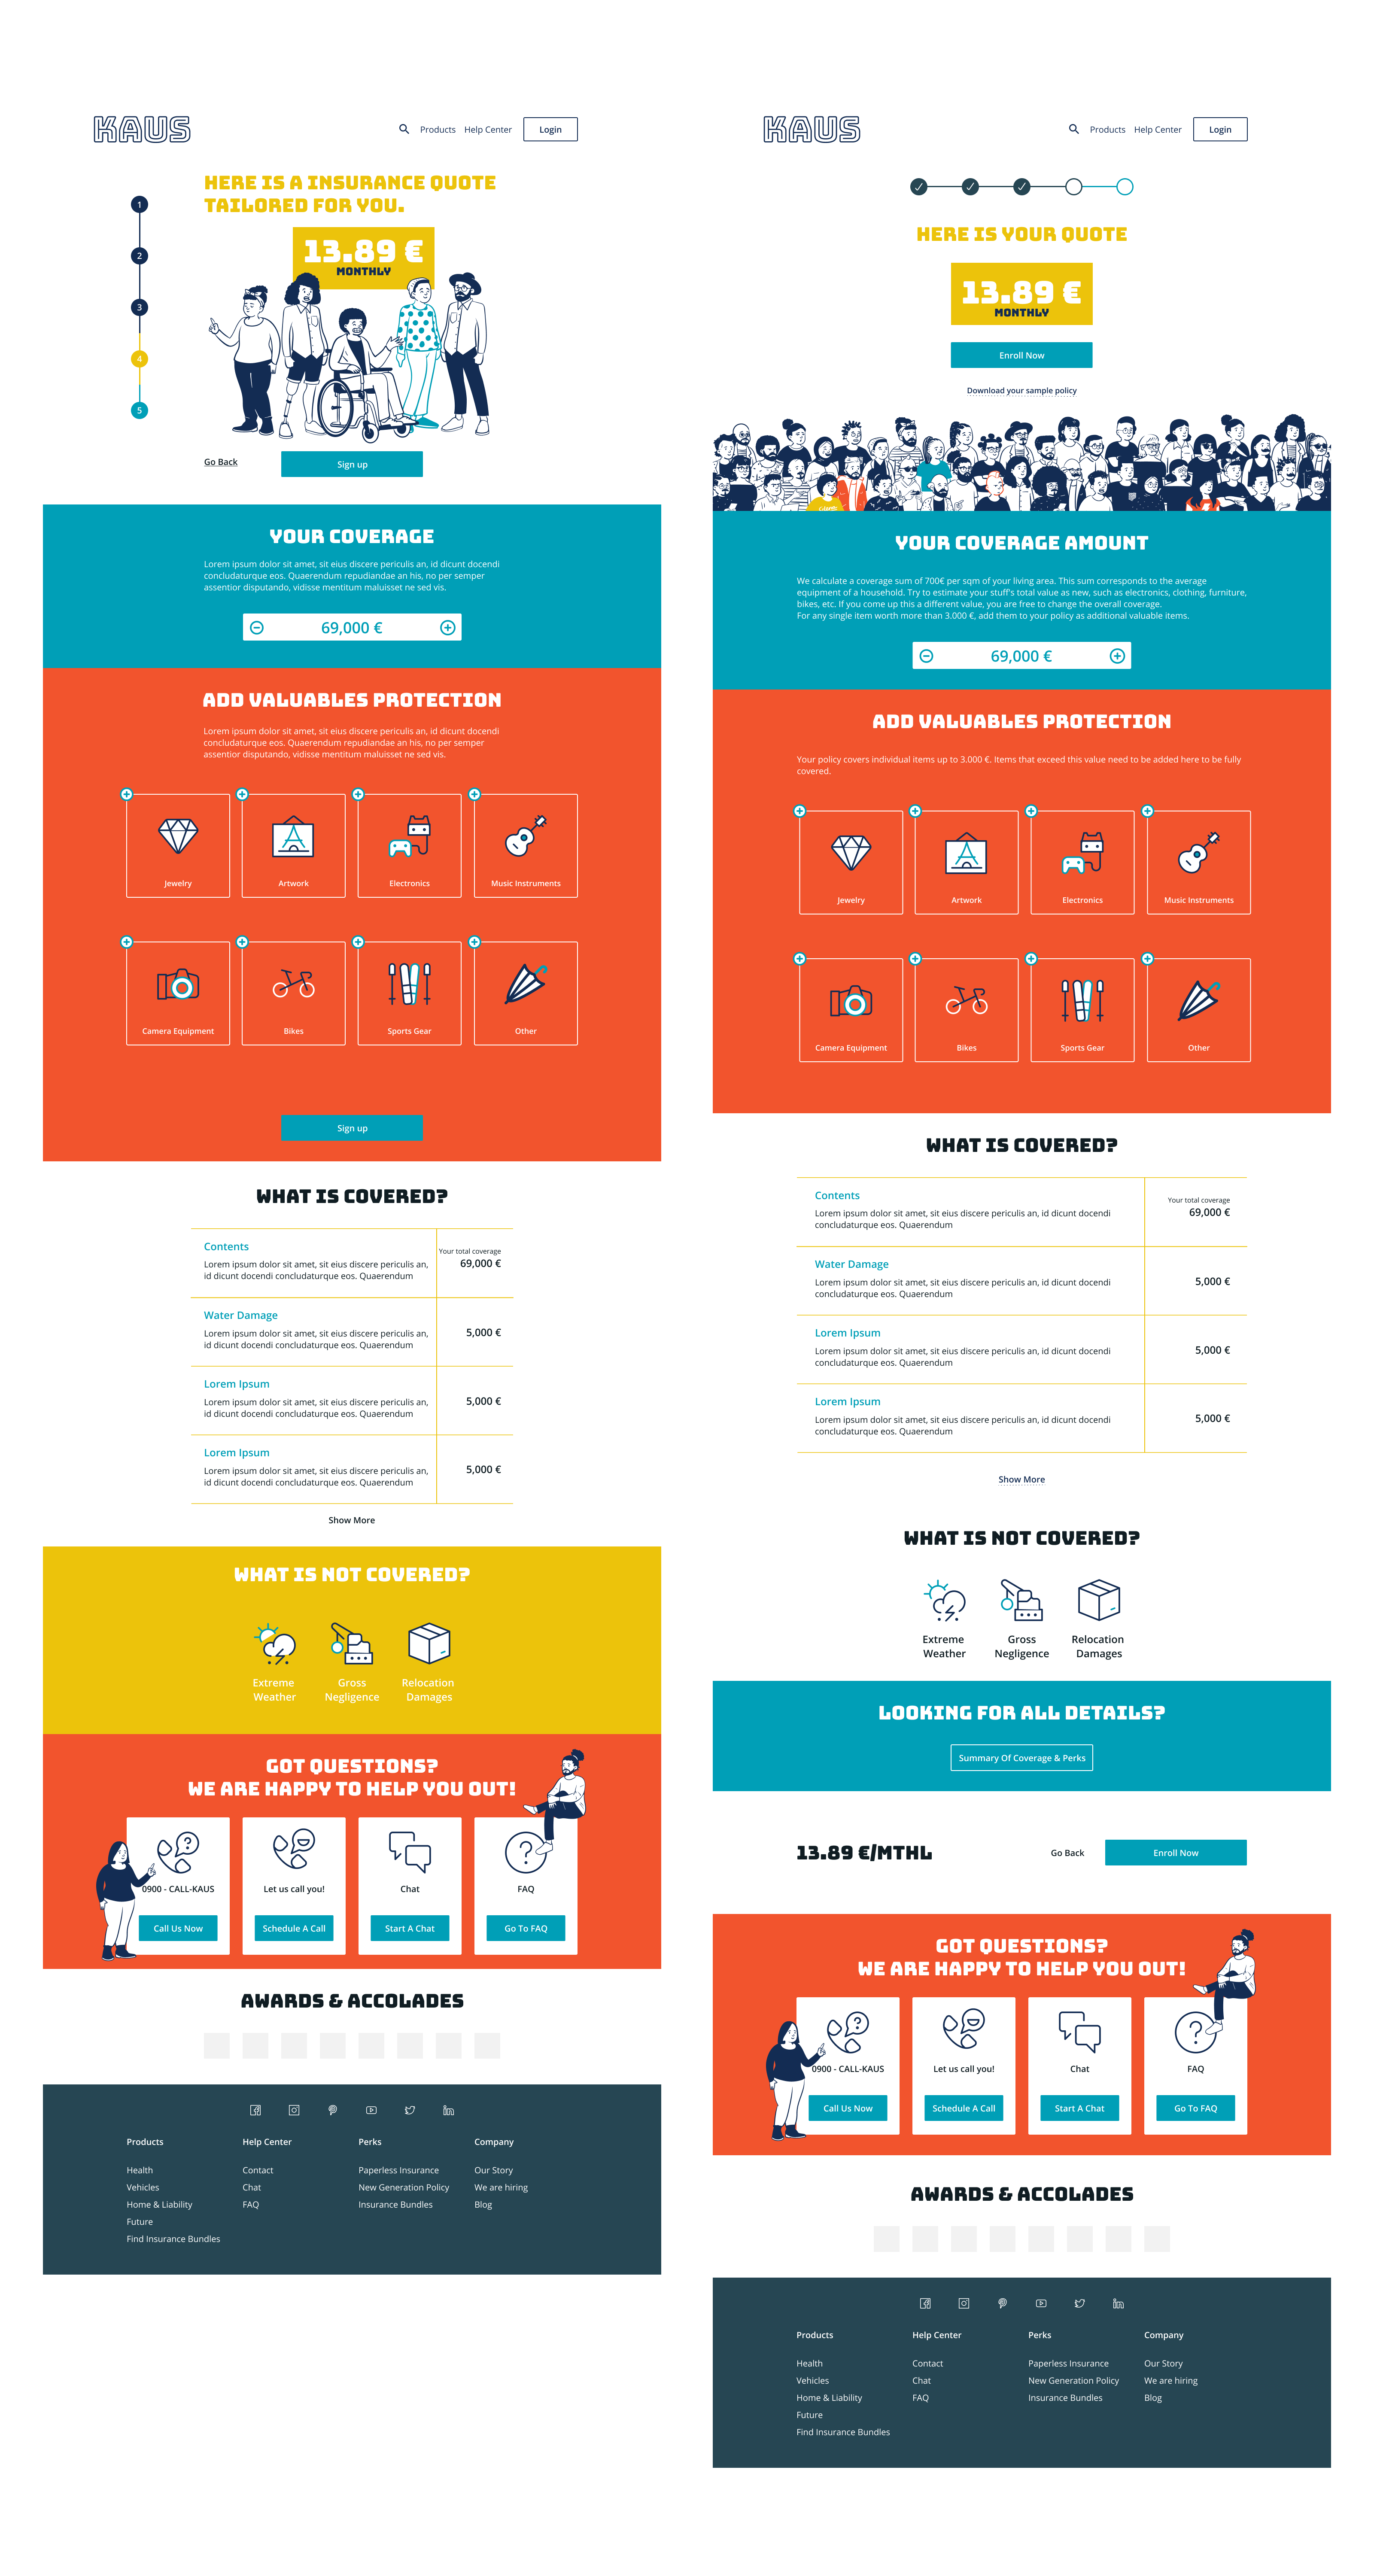 KAUS
Products Help Center Login
HERE IS A INSURANCE QUOTE
TAILORED FOR YOU.
1
2
3
4
5
13.89 €
MONTHLY
Go Back
Sign up
YOUR COVERAGE
Lorem ipsum dolor sit amet, sit eius discere periculis an, id dicunt docendi
concludaturque eos. Quaerendum repudiandae an his, no per semper
assentior disputando, vidisse mentitum maluisset ne sed vis.
69,000 €
ADD VALUABLES PROTECTION
Lorem ipsum dolor sit amet, sit eius discere periculis an, id dicunt docendi
concludaturque eos. Quaerendum repudiandae an his, no per semper
assentior disputando, vidisse mentitum maluisset ne sed vis.
Jewelry Artwork Electronics Music Instruments
Camera Equipment Bikes Sports Gear Other
Sign up
WHAT IS COVERED?
Contents
Lorem ipsum dolor sit amet, sit eius discere periculis an,
id dicunt docendi concludaturque eos. Quaerendum
Your total coverage
69,000 €
Water Damage
Lorem ipsum dolor sit amet, sit eius discere periculis an,
id dicunt docendi concludaturque eos. Quaerendum
5,000 €
Lorem Ipsum
Lorem ipsum dolor sit amet, sit eius discere periculis an,
id dicunt docendi concludaturque eos. Quaerendum
5,000 €
Lorem Ipsum
Lorem ipsum dolor sit amet, sit eius discere periculis an,
id dicunt docendi concludaturque eos. Quaerendum
5,000 €
Show More
WHAT IS NOT COVERED?
Extreme
Weather
Gross
Negligence
Relocation
Damages
GOT QUESTIONS?
WE ARE HAPPY TO HELP YOU OUT!
0900 - CALL-KAUS
Call Us Now
Let us call you!
Schedule A Call
Chat
Start A Chat
FAQ
Go To FAQ
AWARDS & ACCOLADES
Products
Health
Vehicles
Home & Liability
Future
Find Insurance Bundles
Help Center
Contact
Chat
FAQ
Perks
Paperless Insurance
New Generation Policy
Insurance Bundles
Company
Our Story
We are hiring
Blog
KAUS
Products Help Center Login
HERE IS YOUR QUOTE
13.89 €
MONTHLY
Enroll Now
Download your sample policy
YOUR COVERAGE AMOUNT
We calculate a coverage sum of 700€ per sqm of your living area. This sum corresponds to the average
equipment of a household. Try to estimate your stuff's total value as new, such as electronics, clothing, furniture,
bikes, etc. If you come up this a different value, you are free to change the overall coverage.
For any single item worth more than 3.000 €, add them to your policy as additional valuable items.
69,000 €
ADD VALUABLES PROTECTION
Your policy covers individual items up to 3.000 €. Items that exceed this value need to be added here to be fully
covered.
Jewelry Artwork Electronics Music Instruments
Camera Equipment Bikes Sports Gear Other
WHAT IS COVERED?
Contents
Lorem ipsum dolor sit amet, sit eius discere periculis an, id dicunt docendi
concludaturque eos. Quaerendum
Your total coverage
69,000 €
Water Damage
Lorem ipsum dolor sit amet, sit eius discere periculis an, id dicunt docendi
concludaturque eos. Quaerendum
5,000 €
Lorem Ipsum
Lorem ipsum dolor sit amet, sit eius discere periculis an, id dicunt docendi
concludaturque eos. Quaerendum
5,000 €
Lorem Ipsum
Lorem ipsum dolor sit amet, sit eius discere periculis an, id dicunt docendi
concludaturque eos. Quaerendum
5,000 €
Show More
WHAT IS NOT COVERED?
Extreme
Weather
Gross
Negligence
Relocation
Damages
LOOKING FOR ALL DETAILS?
Summary Of Coverage & Perks
13.89 €/MTHL
Go Back
Enroll Now
GOT QUESTIONS?
WE ARE HAPPY TO HELP YOU OUT!
0900 - CALL-KAUS
Call Us Now
Let us call you!
Schedule A Call
Chat
Start A Chat
FAQ
Go To FAQ
AWARDS & ACCOLADES
Products
Health
Vehicles
Home & Liability
Future
Find Insurance Bundles
Help Center
Contact
Chat
FAQ
Perks
Paperless Insurance
New Generation Policy
Insurance Bundles
Company
Our Story
We are hiring
Blog